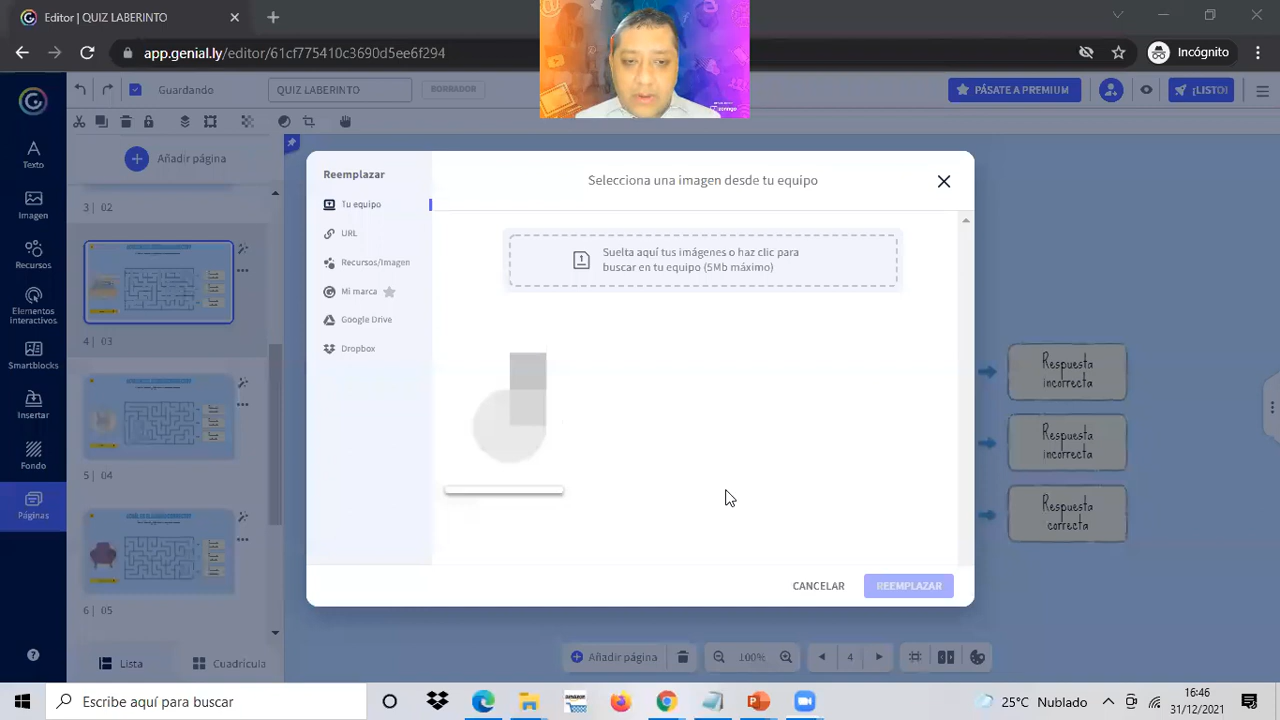 Editor | QUIZ LABERINTO
app.genial.ly/editor/61cf775410c3690d5ee6f294
Incógnito
Guardando
QUIZ LABERINTO
BORRADOR
PÁSATE A PREMIUM
¡LISTO!
Texto
Imagen
Recursos
Elementos
interactivos
Smartblocks
Insertar
Fondo
Páginas
Añadir página
3 | 02
4 | 03
5 | 04
6 | 05
Lista
Cuadrícula
Reemplazar
Tu equipo
URL
Recursos/Imagen
Mi marca
Google Drive
Dropbox
Selecciona una imagen desde tu equipo
Suelta aquí tus imágenes o haz clic para
buscar en tu equipo (5Mb máximo)
CANCELAR
REEMPLAZAR
Respuesta
incorrecta
Respuesta
incorrecta
Respuesta
correcta
Añadir página
100%
4
Escribe aquí para buscar
25°C Nublado
16:46
31/12/2021